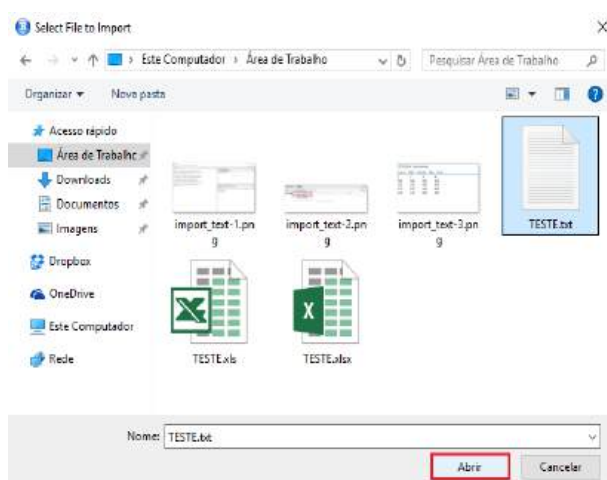 Select File to Import
Este Computador › Área de Trabalho
Pesquisar Área de Trabalho
Organizar
Nova pasta
Acesso rápido
Área de Trabalhc
Downloads
Documentos
Imagens
Dropbox
OneDrive
Este Computador
Rede
import_text-1.pn
g
import_text-2.pn
g
import_text-3.pn
g
TESTE.txt
TESTE.xls
TESTE.xlsx
Nome: TESTE.txt
Abrir
Cancelar